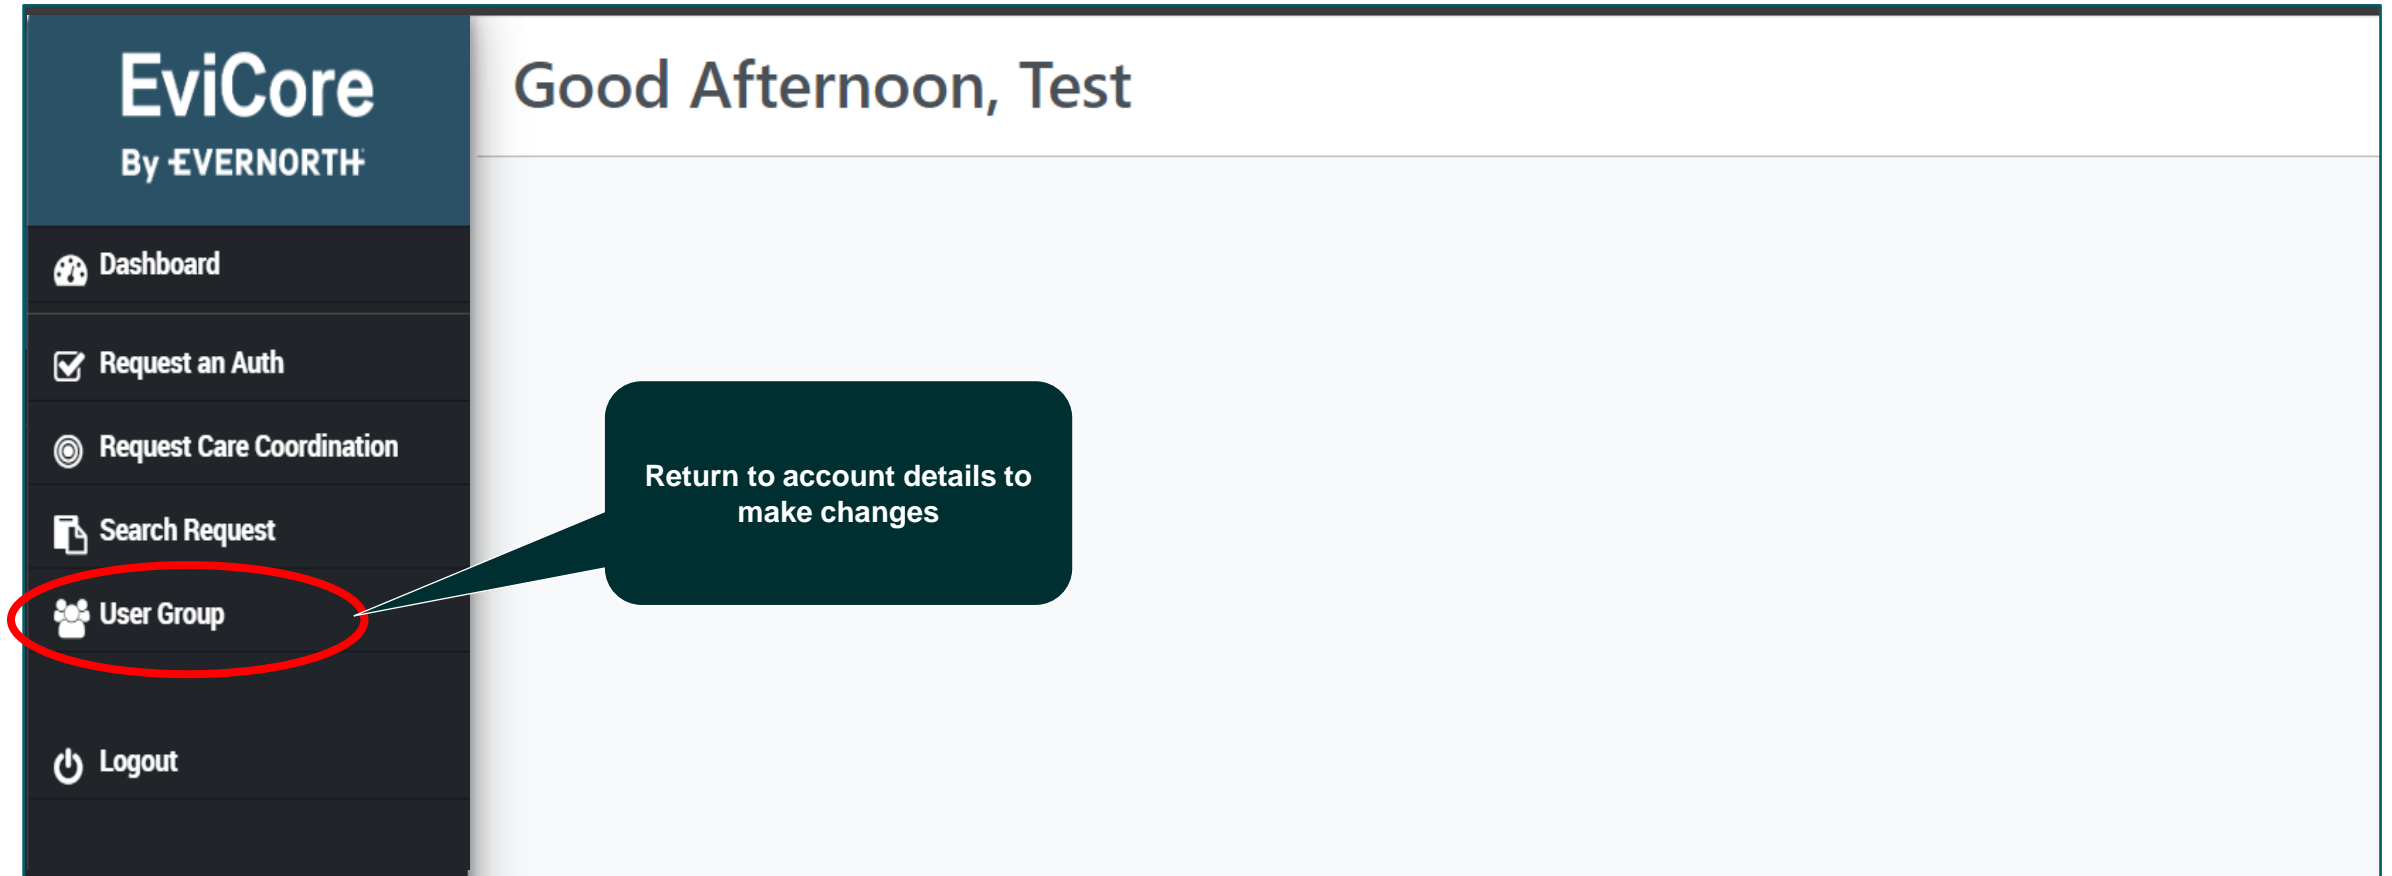 EviCore
By EVERNORTH
Good Afternoon, Test
Dashboard
Request an Auth
Request Care Coordination
Search Request
User Group
Logout
Return to account details to
make changes